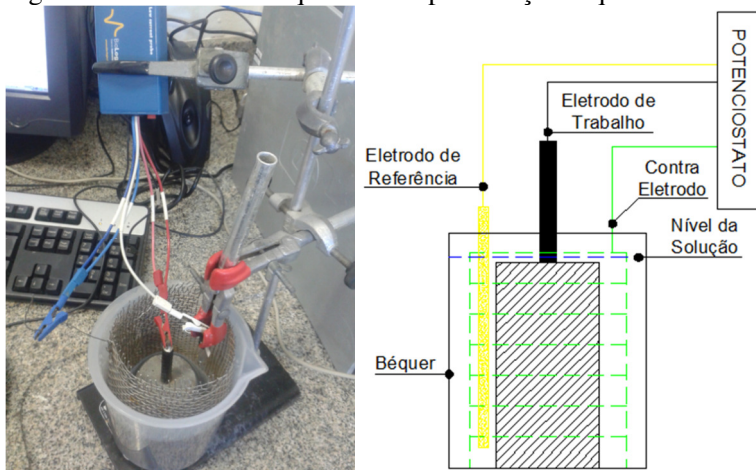 POTENCIOSTATO
Eletrodo de
Trabalho
Eletrodo de
Referência
Contra
Eletrodo
Nível da
Solução
Béquer